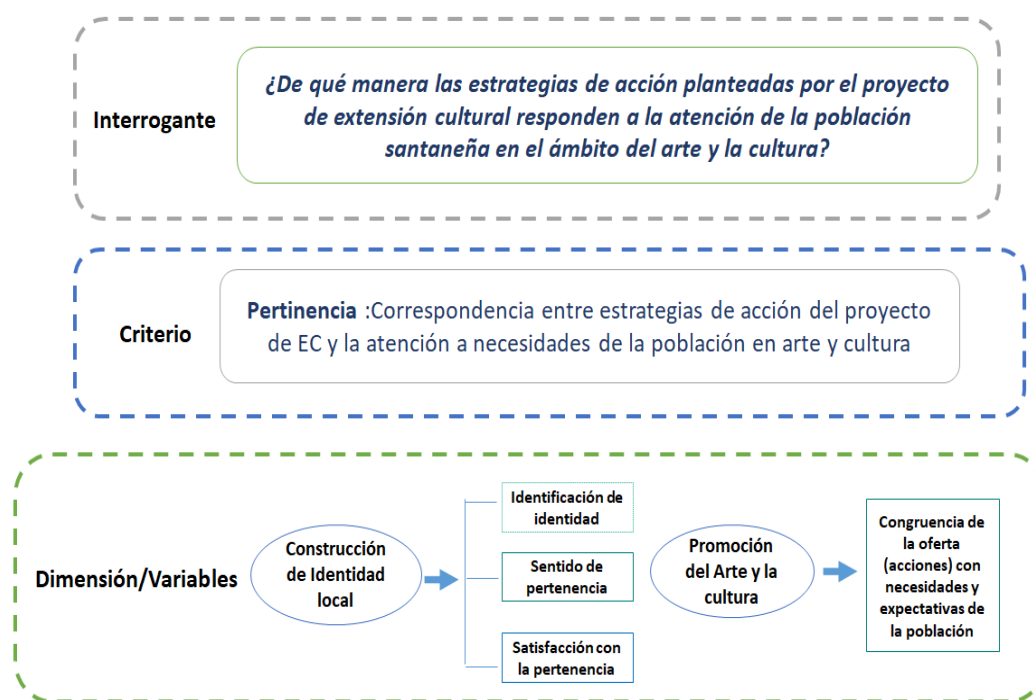 Interrogante
¿De qué manera las estrategias de acción planteadas por el proyecto
de extensión cultural responden a la atención de la población
santaneña en el ámbito del arte y la cultura?
Criterio
Pertinencia :Correspondencia entre estrategias de acción del proyecto
de EC y la atención a necesidades de la población en arte y cultura
Dimensión/Variables
Construcción
de Identidad
local
Identificación de
identidad
Sentido de
pertenencia
Satisfacción con
la pertenencia
Promoción
del Arte y la
cultura
Congruencia de
la oferta
(acciones) con
necesidades y
expectativas de
la población